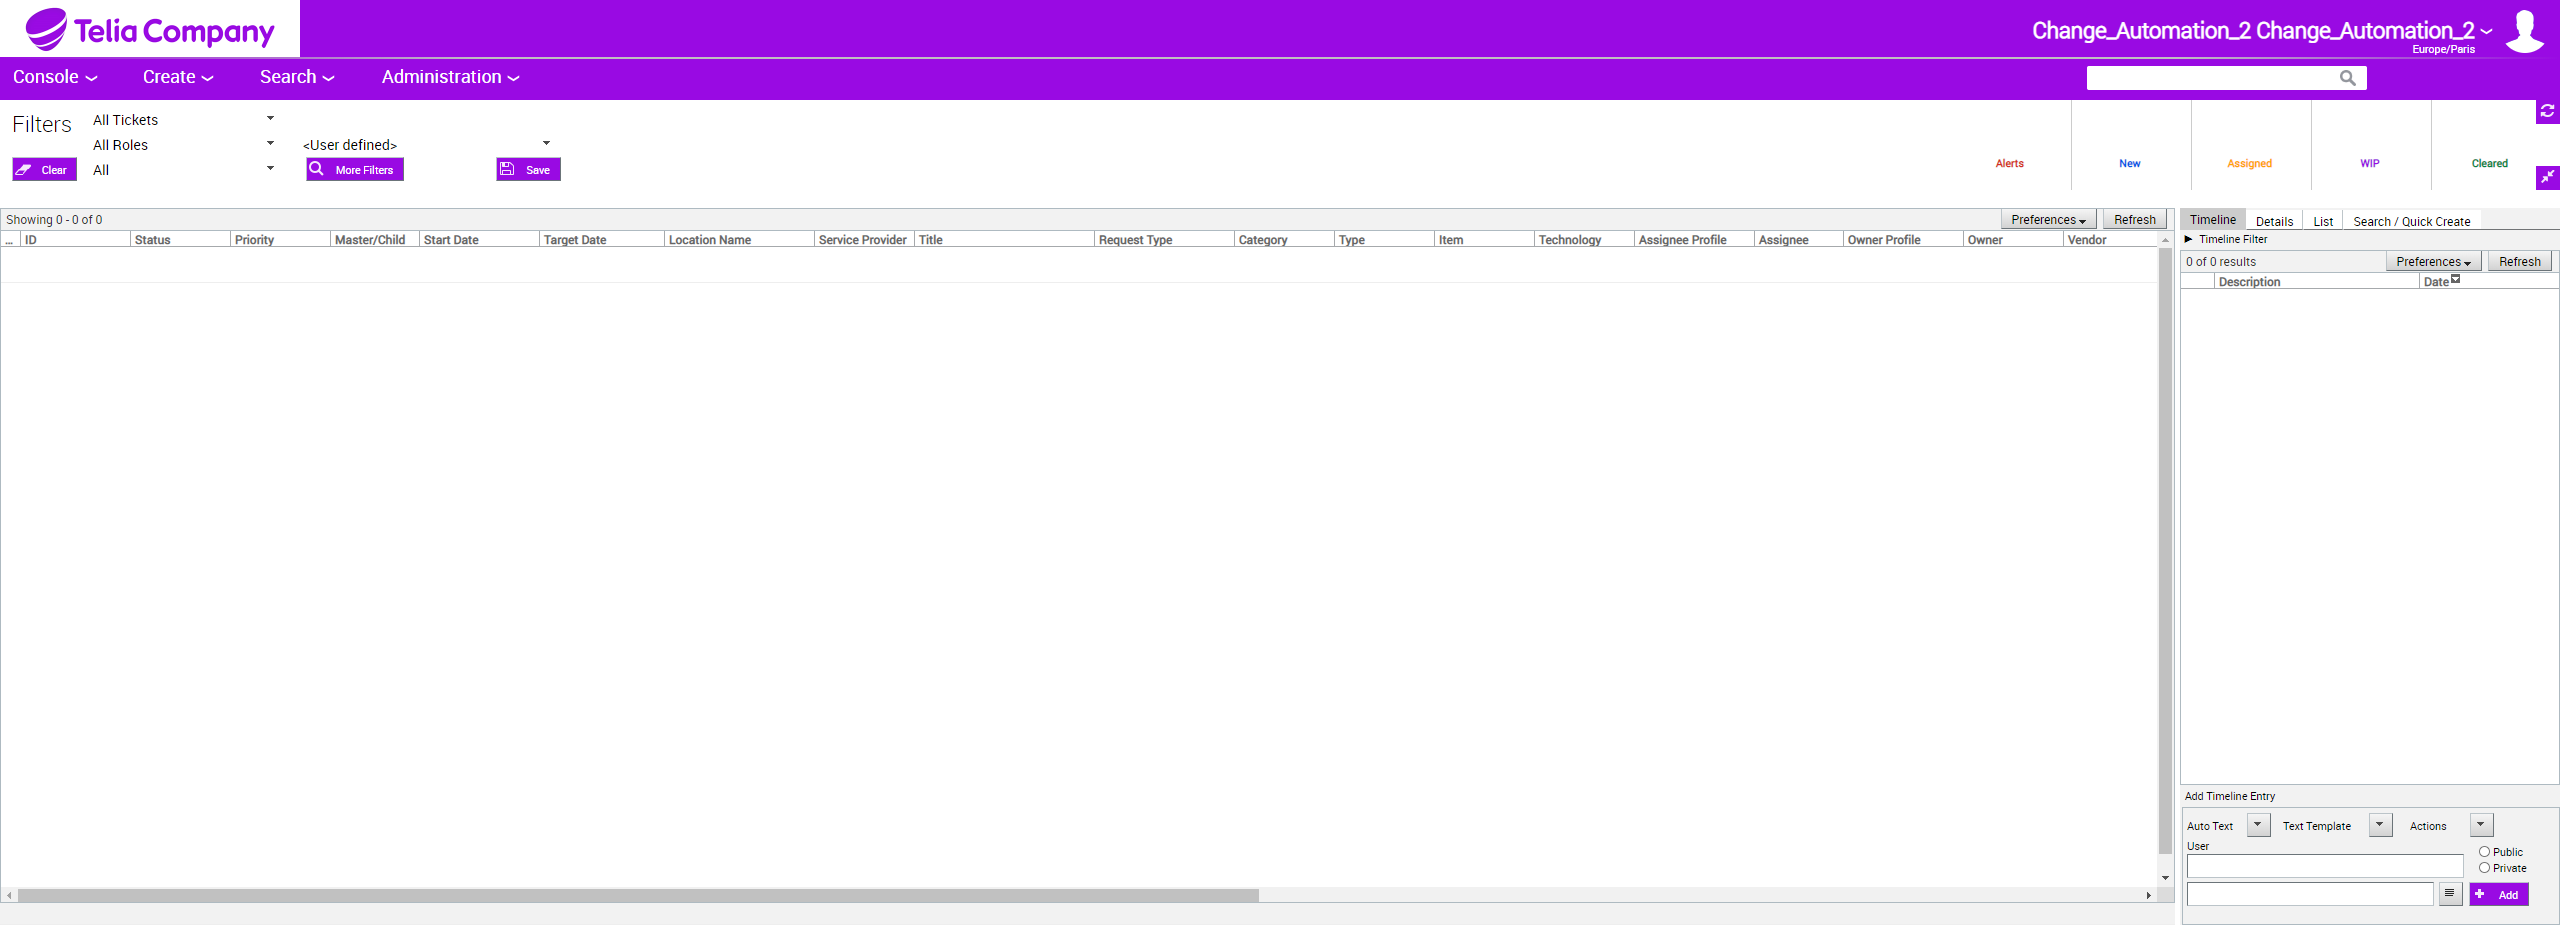 Telia Company
Change_Automation_2 Change_Automation_2
Europe/Paris
Console
Create
Search
Administration
Filters
All Tickets
All Roles
<User defined>
Clear
All
More Filters
Save
Alerts
New
Assigned
WIP
Cleared
Showing 0 - 0 of 0
Preferences
Refresh
... ID Status Priority Master/Child Start Date Target Date Location Name Service Provider Title Request Type Category Type Item Technology Assignee Profile Assignee Owner Profile Owner Vendor
Timeline
Details
List
Search / Quick Create
Timeline Filter
0 of 0 results
Preferences
Refresh
Description
Date
Add Timeline Entry
Auto Text
Text Template
Actions
User
Public
Private
Add